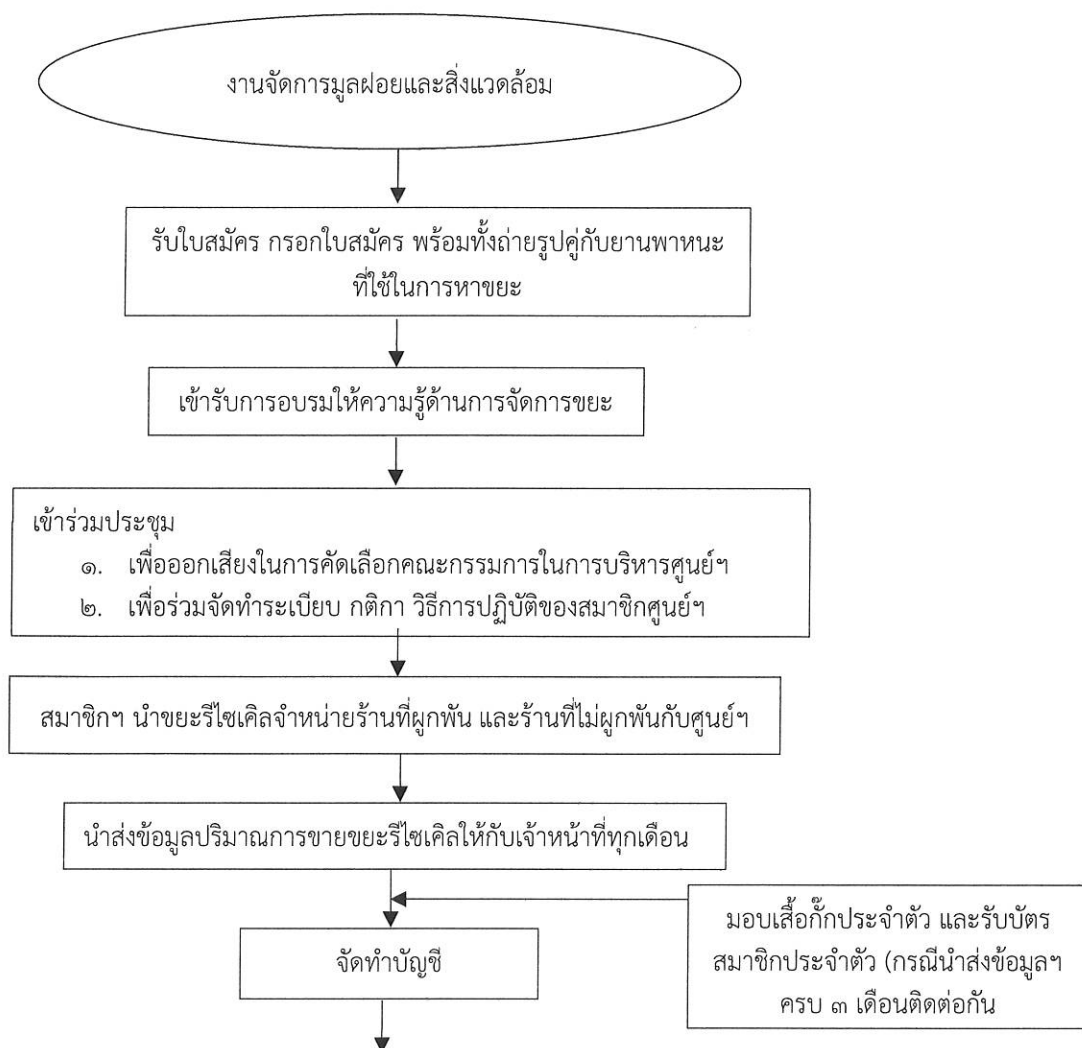 งานจัดการมูลฝอยและสิ่งแวดล้อม
รับใบสมัคร กรอกใบสมัคร พร้อมทั้งถ่ายรูปคู่กับยานพาหนะ
ที่ใช้ในการหาขยะ
เข้ารับการอบรมให้ความรู้ด้านการจัดการขยะ
เข้าร่วมประชุม
๑. เพื่อออกเสียงในการคัดเลือกคณะกรรมการในการบริหารศูนย์ฯ
๒. เพื่อร่วมจัดทำระเบียบ กติกา วิธีการปฏิบัติของสมาชิกศูนย์ฯ
สมาชิกฯ นำขยะรีไซเคิลจำหน่ายร้านที่ผูกพัน และร้านที่ไม่ผูกพันกับศูนย์ฯ
นำส่งข้อมูลปริมาณการขายขยะรีไซเคิลให้กับเจ้าหน้าที่ทุกเดือน
มอบเสื้อกั๊กประจำตัว และรับบัตร
สมาชิกประจำตัว (กรณีนำส่งข้อมูลฯ
ครบ ๓ เดือนติดต่อกัน
จัดทำบัญชี